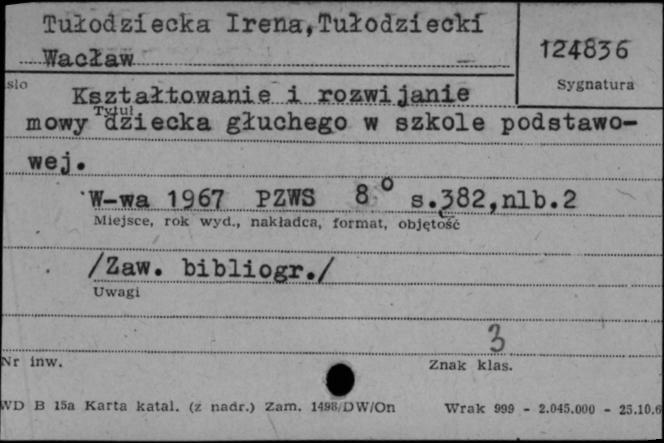 Tułodziecka Irena,Tułodziecki
Wacław
124836
Sygnatura
sło
Kształtowanie i rozwijanie
Tytuł
mowy dziecka głuchego w szkole podstawo-
wej.
W-wa 1967 PZWS 8° s.382,nlb.2
Miejsce, rok wyd., nakładca, format, objętość
/Zaw. bibliogr./
Uwagi
3
Nr inw.
Znak klas.
WD B 15a Karta katal. (z nadr.) Zam. 1498/DW/On Wrak 999 - 2.045.000 - 25.10.6